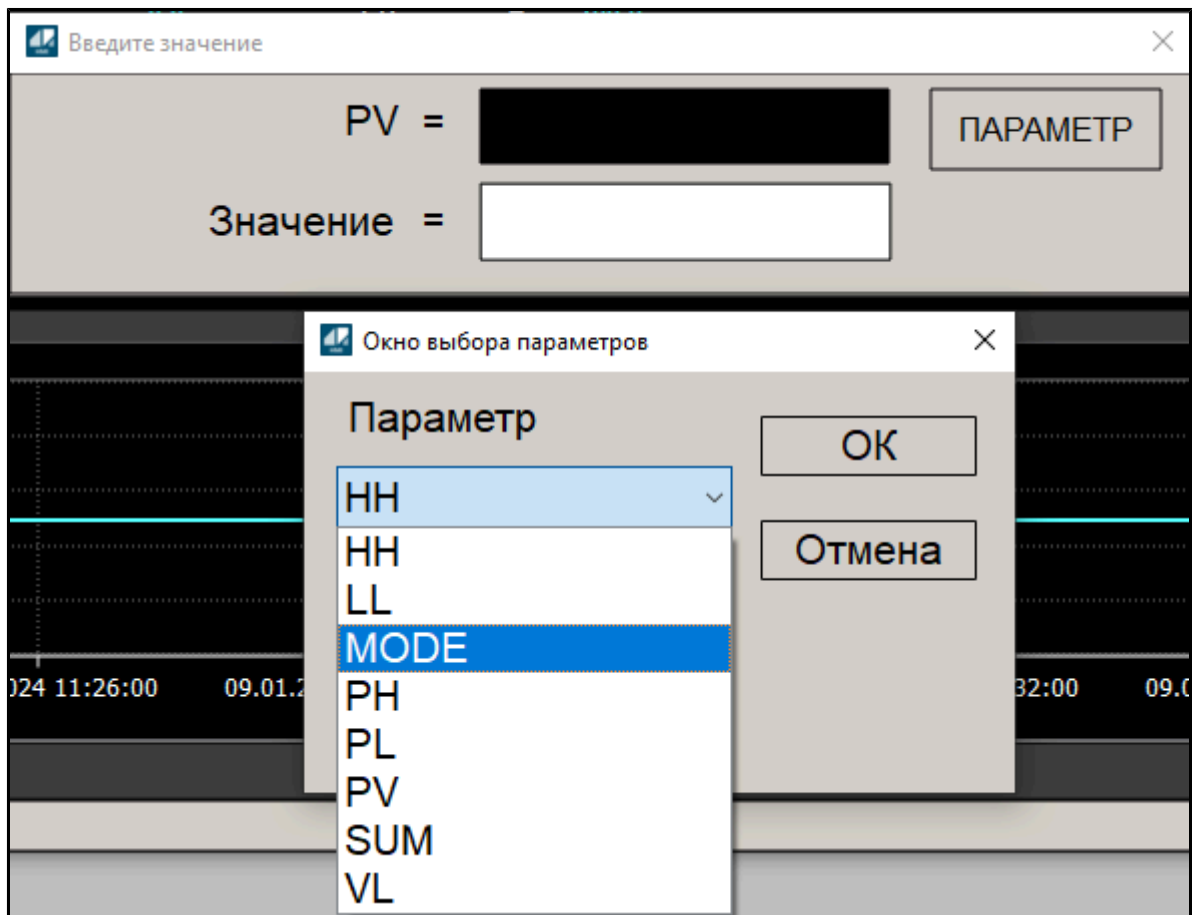 Введите значение
PV =
ПАРАМЕТР
Значение =
Окно выбора параметров
Параметр
ОК
HH
HH
Отмена
LL
MODE
PH
024 11:26:00 09.01.2 32:00 09.0
PL
PV
SUM
VL